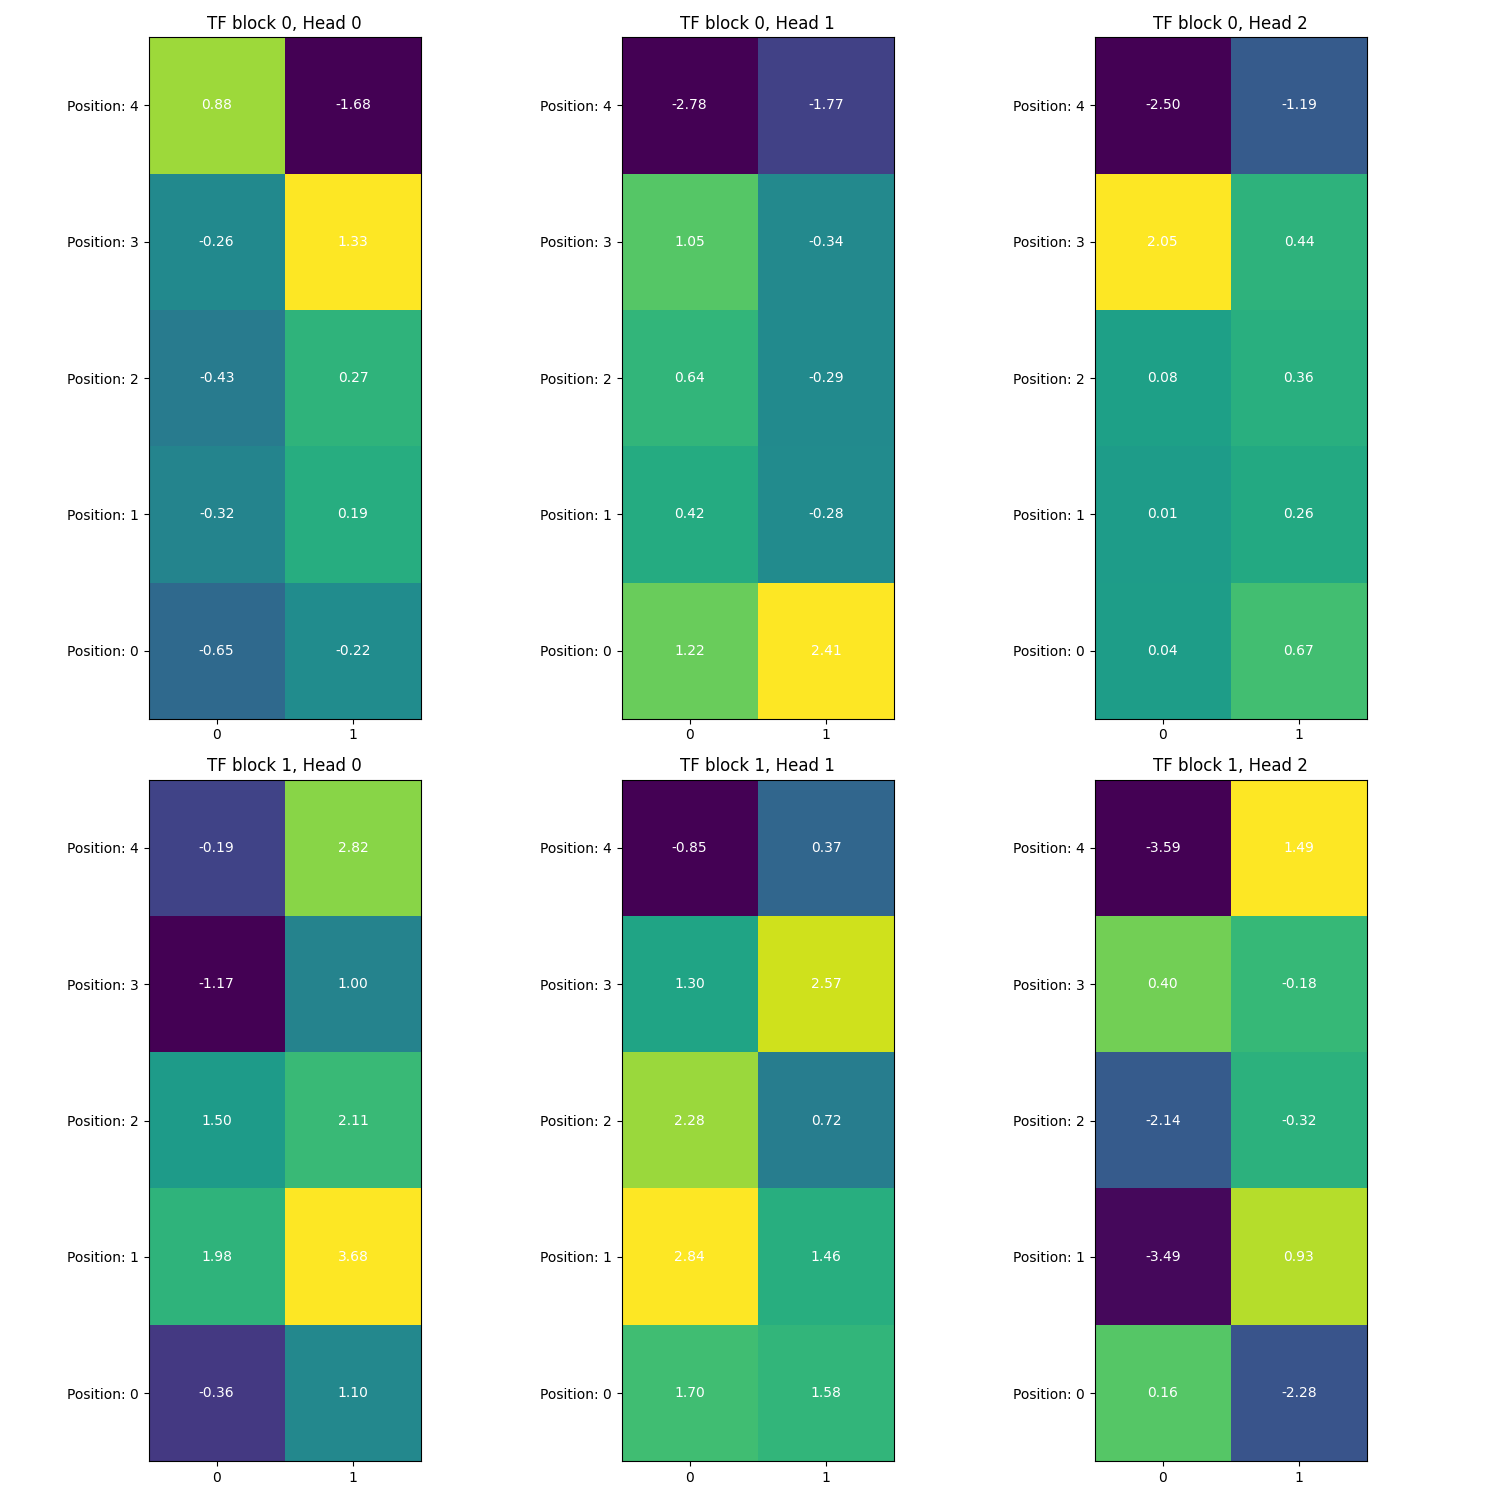 TF block 0, Head 0
TF block 0, Head 1
TF block 0, Head 2
Position: 4 0.88 -1.68
Position: 4 -2.78 -1.77
Position: 4 -2.50 -1.19
Position: 3 -0.26 1.33
Position: 3 1.05 -0.34
Position: 3 2.05 0.44
Position: 2 -0.43 0.27
Position: 2 0.64 -0.29
Position: 2 0.08 0.36
Position: 1 -0.32 0.19
Position: 1 0.42 -0.28
Position: 1 0.01 0.26
Position: 0 -0.65 -0.22
Position: 0 1.22 2.41
Position: 0 0.04 0.67
0 1
0 1
0 1
TF block 1, Head 0
TF block 1, Head 1
TF block 1, Head 2
Position: 4 -0.19 2.82
Position: 4 -0.85 0.37
Position: 4 -3.59 1.49
Position: 3 -1.17 1.00
Position: 3 1.30 2.57
Position: 3 0.40 -0.18
Position: 2 1.50 2.11
Position: 2 2.28 0.72
Position: 2 -2.14 -0.32
Position: 1 1.98 3.68
Position: 1 2.84 1.46
Position: 1 -3.49 0.93
Position: 0 -0.36 1.10
Position: 0 1.70 1.58
Position: 0 0.16 -2.28
0 1
0 1
0 1